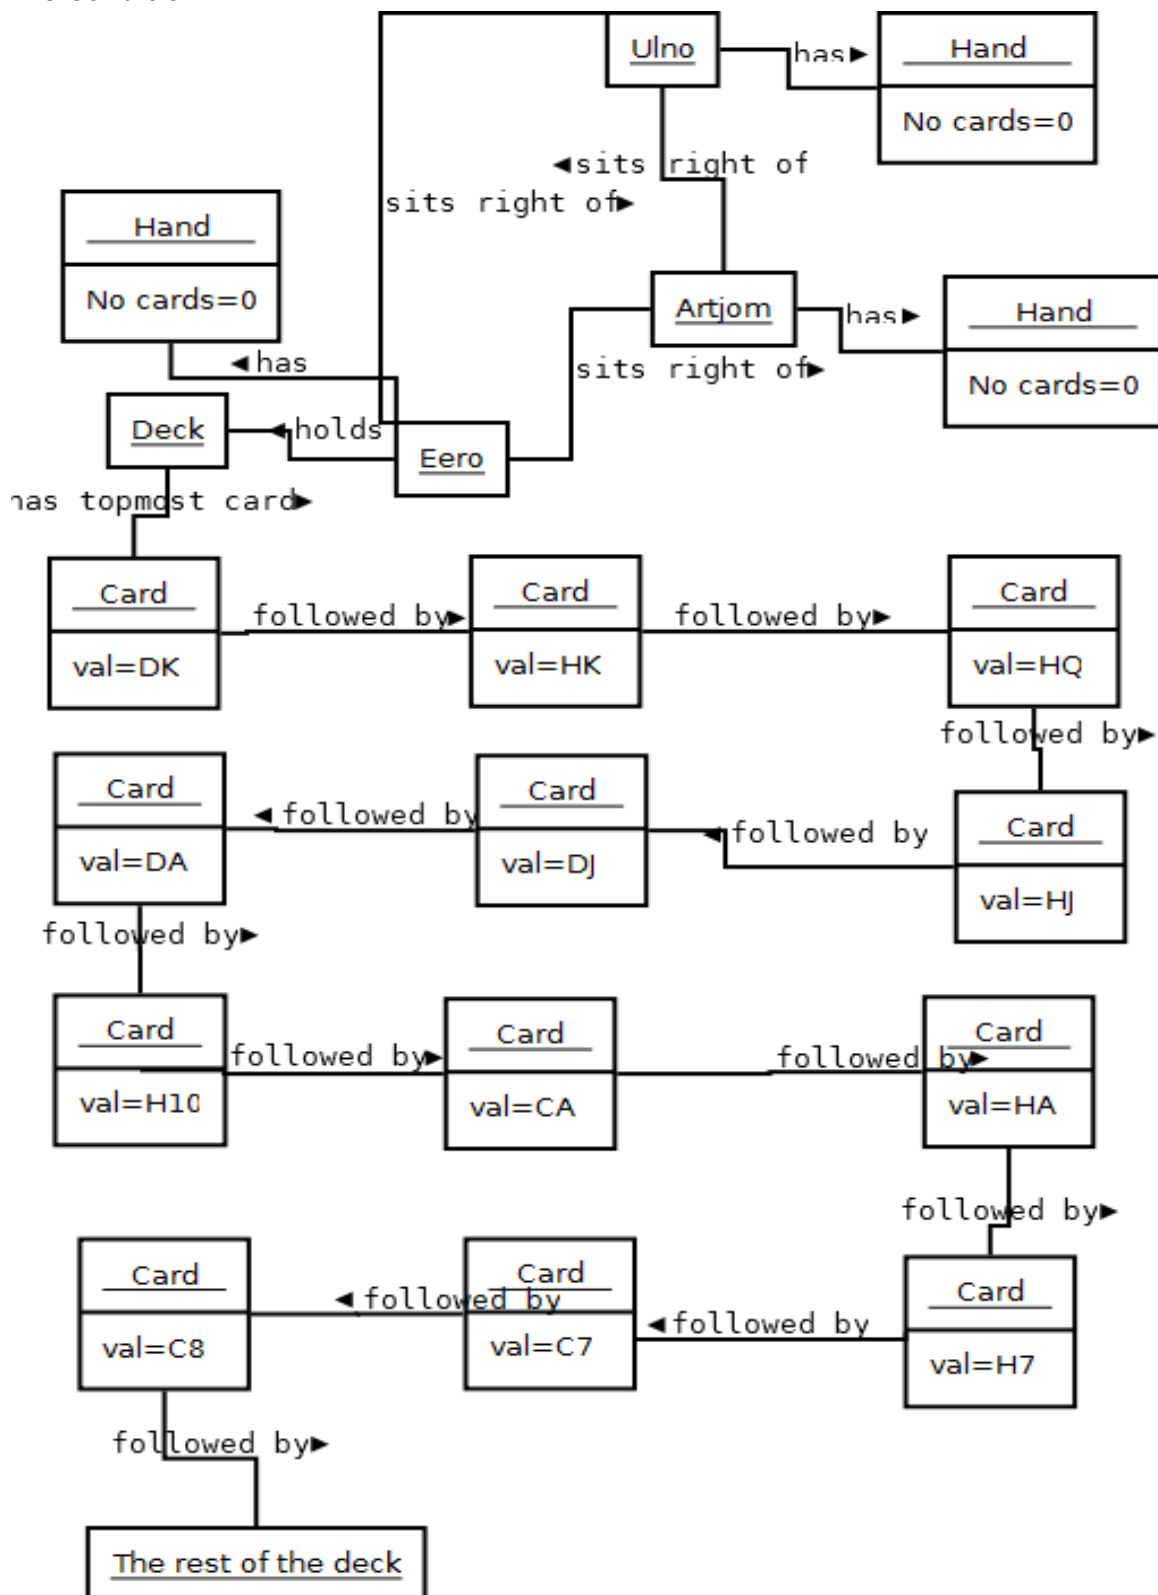 Ulno
has►
Hand
No cards=0
◄sits right of
sits right of►
Hand
No cards=0
Artjom
has►
Hand
No cards=0
◄has
sits right of►
Deck
◄holds
Eero
has topmost card►
Card
val=DK
followed by►
Card
val=HK
followed by►
Card
val=HQ
followed by►
Card
val=DA
◄followed by
Card
val=DJ
◄followed by
Card
val=HJ
followed by►
Card
val=H10
followed by►
Card
val=CA
followed by►
Card
val=HA
followed by►
Card
val=C8
◄followed by
Card
val=C7
◄followed by
Card
val=H7
followed by►
The rest of the deck